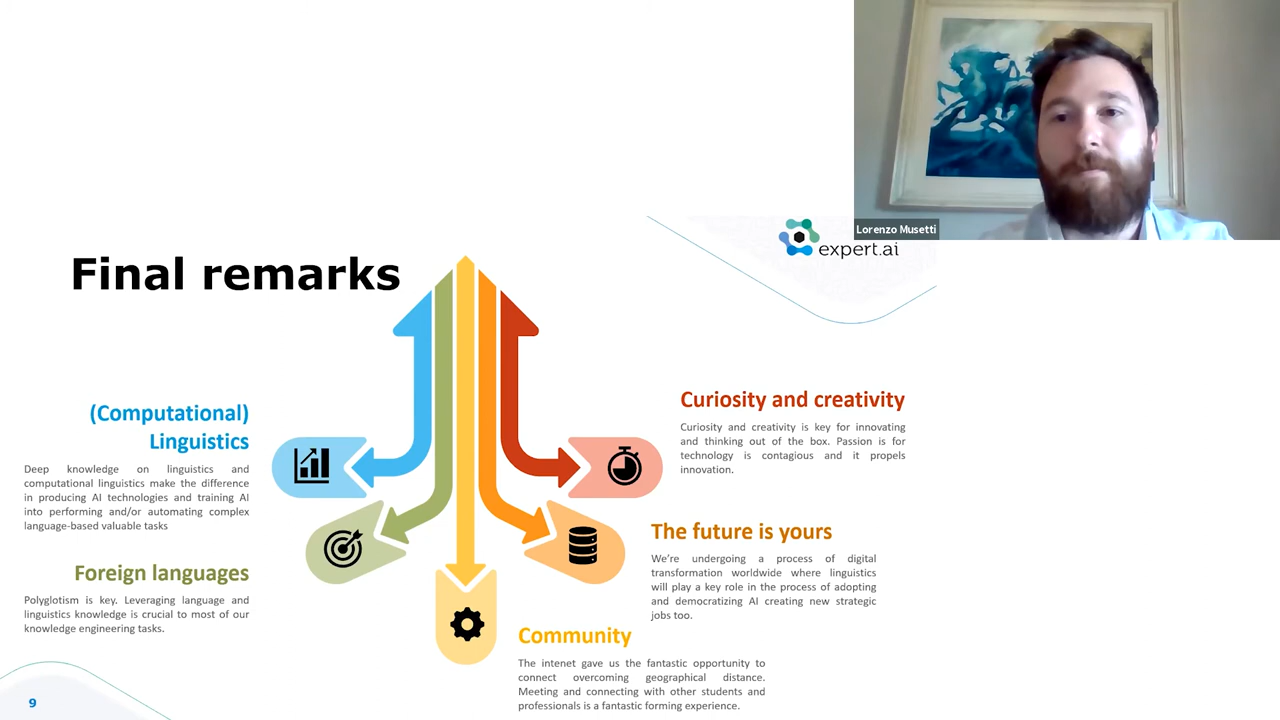 Lorenzo Musetti
expert.ai
Final remarks
(Computational)
Linguistics
Deep knowledge on linguistics and
computational linguistics make the difference
in producing AI technologies and training AI
into performing and/or automating complex
language-based valuable tasks
Foreign languages
Polyglotism is key. Leveraging language and
linguistics knowledge is crucial to most of our
knowledge engineering tasks.
Community
The intenet gave us the fantastic opportunity to
connect overcoming geographical distance.
Meeting and connecting with other students and
professionals is a fantastic forming experience.
The future is yours
We're undergoing a process of digital
transformation worldwide where linguistics
will play a key role in the process of adopting
and democratizing AI creating new strategic
jobs too.
Curiosity and creativity
Curiosity and creativity is key for innovating
and thinking out of the box. Passion is for
technology is contagious and it propels
innovation.
9